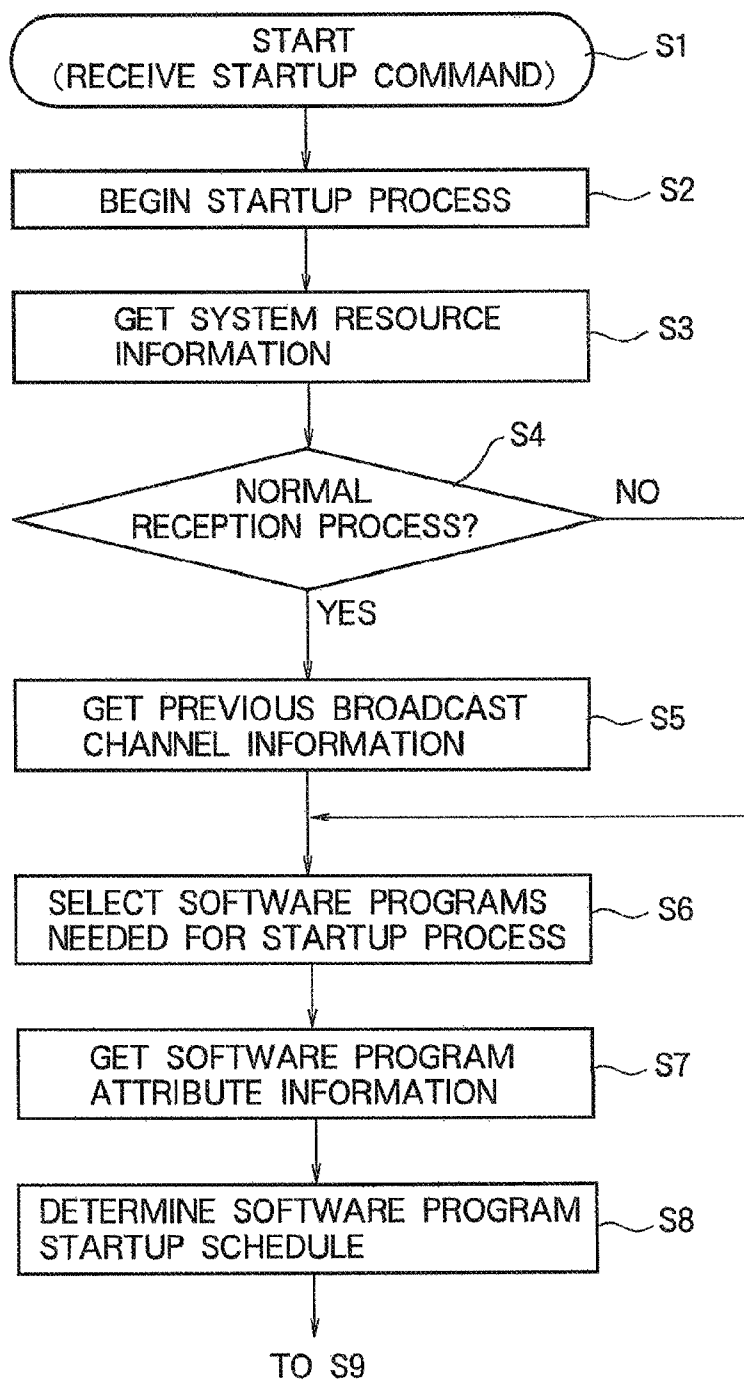 START
(RECEIVE STARTUP COMMAND)
S1
BEGIN STARTUP PROCESS
S2
GET SYSTEM RESOURCE
INFORMATION
S3
S4
NORMAL
RECEPTION PROCESS?
NO
YES
GET PREVIOUS BROADCAST
CHANNEL INFORMATION
S5
SELECT SOFTWARE PROGRAMS
NEEDED FOR STARTUP PROCESS
S6
GET SOFTWARE PROGRAM
ATTRIBUTE INFORMATION
S7
DETERMINE SOFTWARE PROGRAM
STARTUP SCHEDULE
S8
TO S9